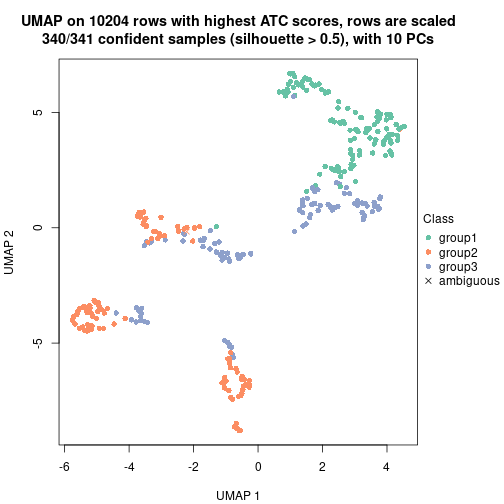 UMAP on 10204 rows with highest ATC scores, rows are scaled
340/341 confident samples (silhouette > 0.5), with 10 PCs
5
0
-5
UMAP 2
-6
-4
-2
0
2
4
UMAP 1
Class
group1
group2
group3
ambiguous